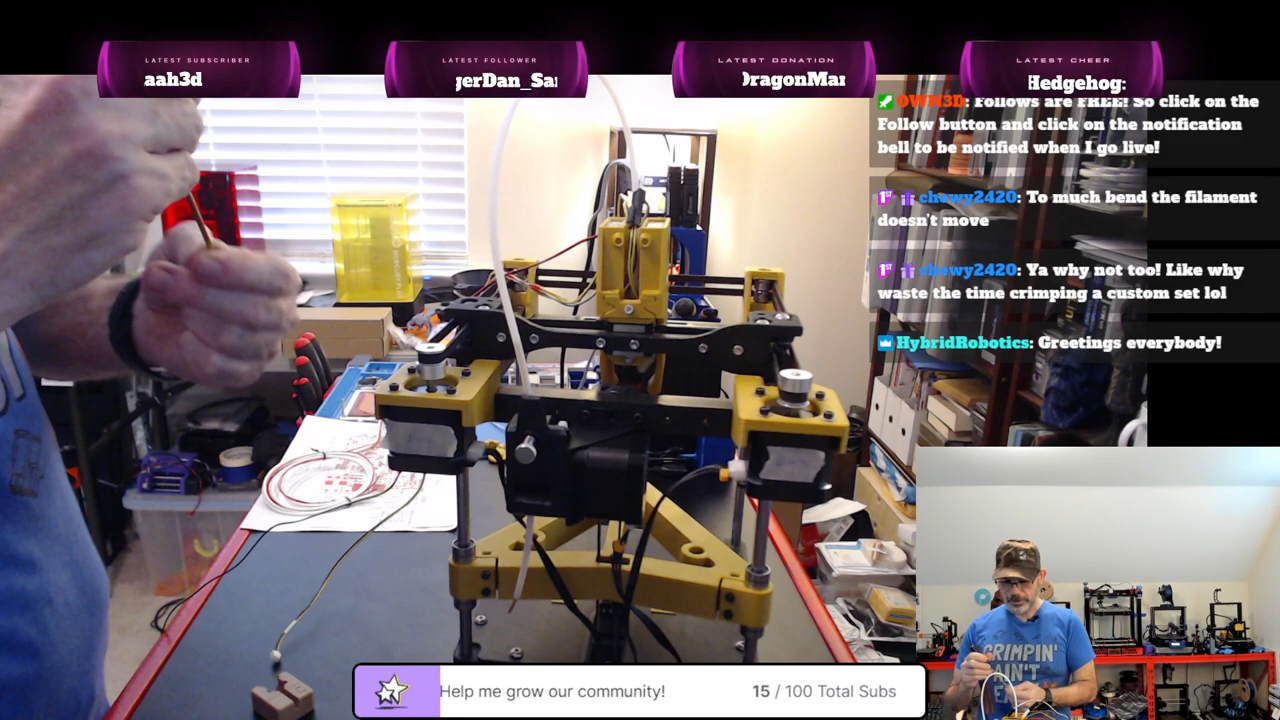 LATEST SUBSCRIBER
aah3d
LATEST FOLLOWER
gerDan_Sa
LATEST DONATION
DragonMar
LATEST CHEER
Hedgehog:
OWN3D: Follows are FREE! So click on the
Follow button and click on the notification
bell to be notified when I go live!
chewy2420: To much bend the filament
doesn't move
chewy2420: Ya why not too! Like why
waste the time crimping a custom set lol
HybridRobotics: Greetings everybody!
Help me grow our community!
15 / 100 Total Subs
CRIMPIN'
AIN'T